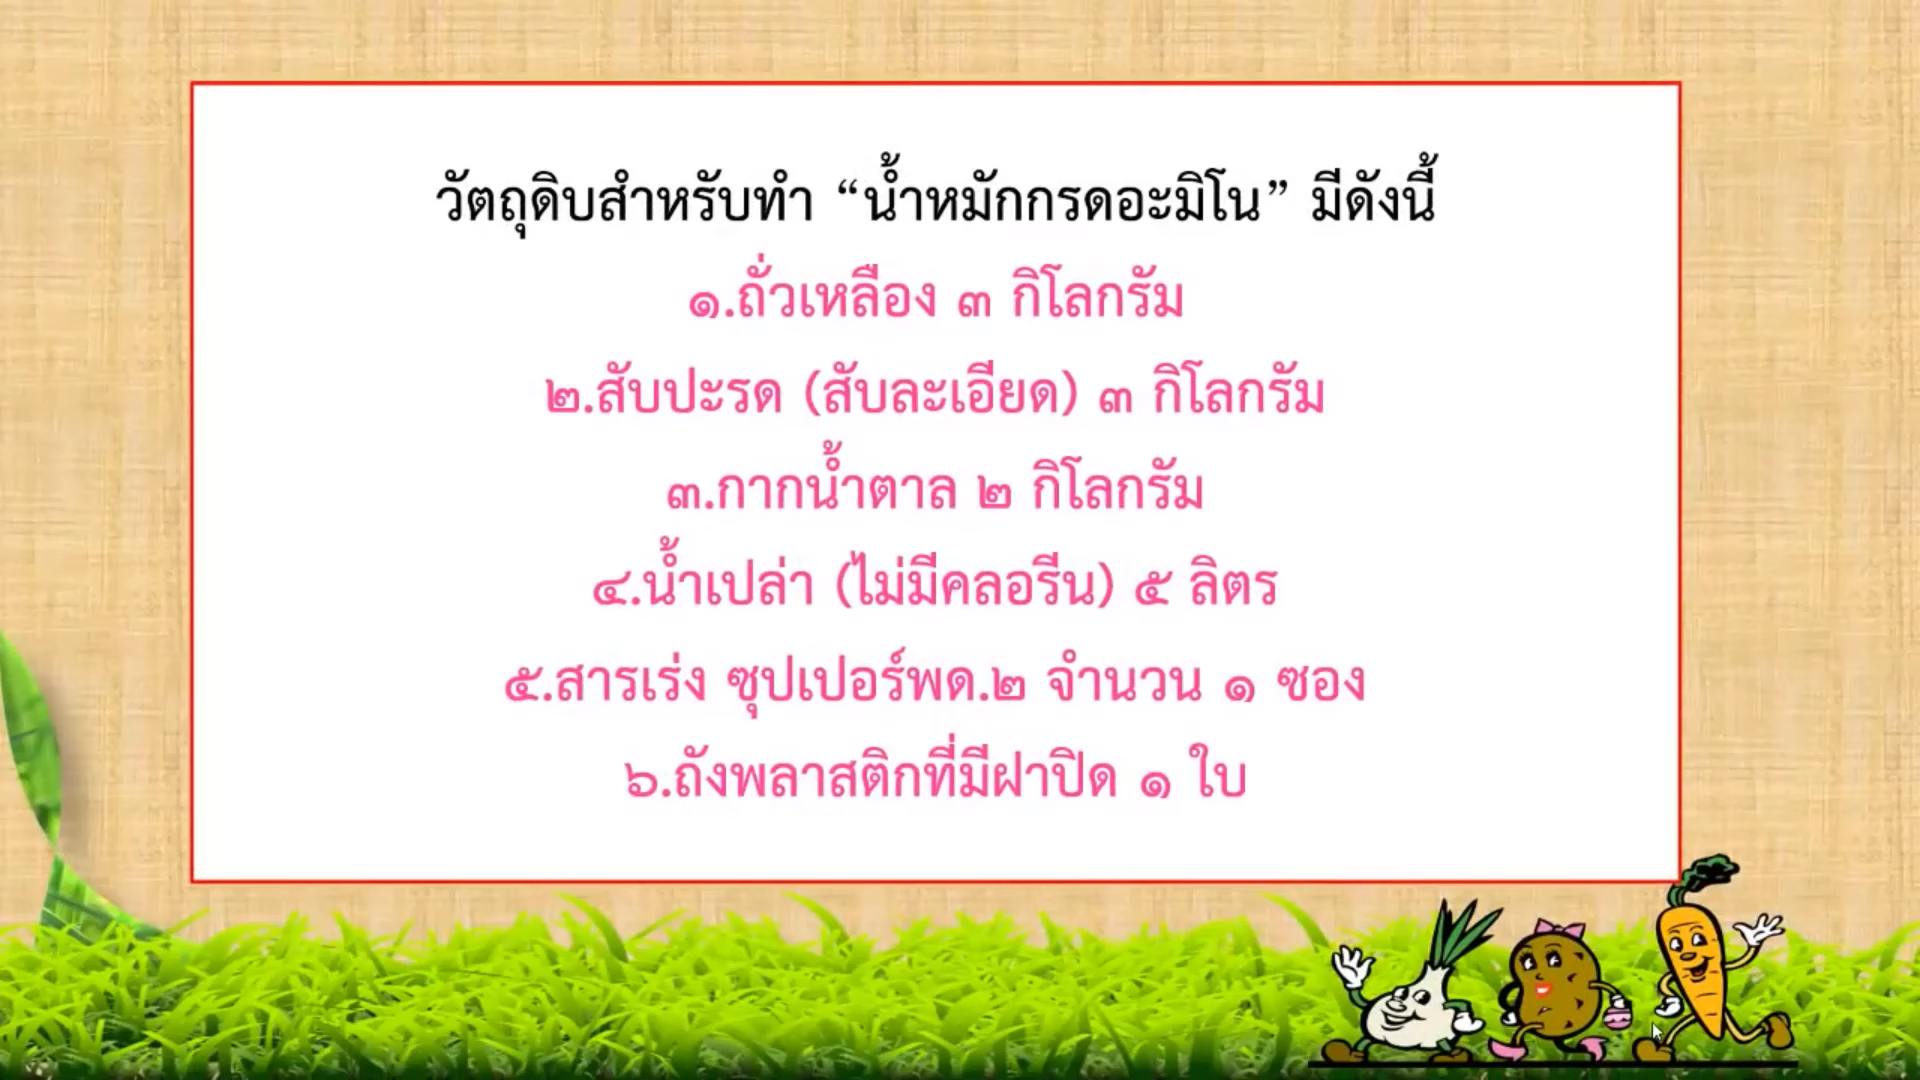 วัตถุดิบสำหรับทำ “น้ำหมักกรดอะมิโน” มีดังนี้
๑.ถั่วเหลือง ๓ กิโลกรัม
๒.สับปะรด (สับละเอียด) ๓ กิโลกรัม
๓.กากน้ำตาล ๒ กิโลกรัม
๔.น้ำเปล่า (ไม่มีคลอรีน) ๕ ลิตร
๕.สารเร่ง ซุปเปอร์พด.๒ จำนวน ๑ ซอง
๖.ถังพลาสติกที่มีฝาปิด ๑ ใบ